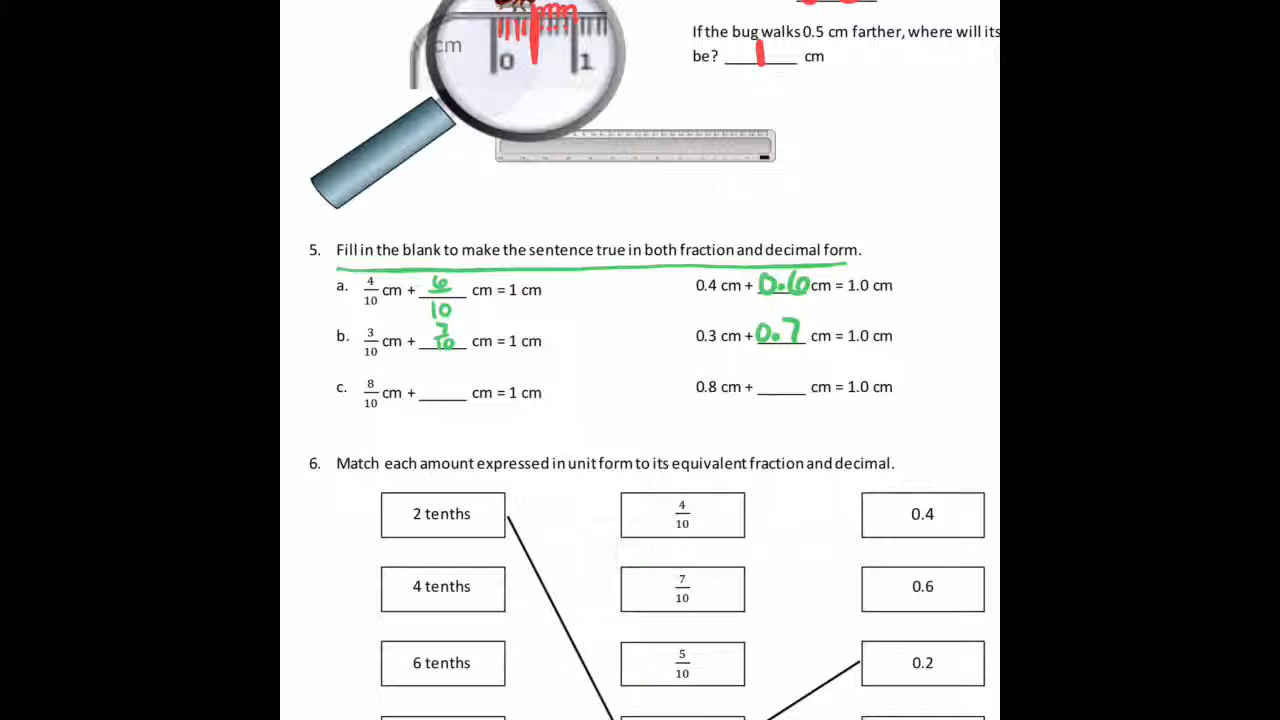 If the bug walks 0.5 cm farther, where will its
be? 1 cm
cm
0 1
5. Fill in the blank to make the sentence true in both fraction and decimal form.
a. 4/10 cm + 6/10 cm = 1 cm 0.4 cm + 0.6 cm = 1.0 cm
b. 3/10 cm + 7/10 cm = 1 cm 0.3 cm + 0.7 cm = 1.0 cm
c. 8/10 cm + ____ cm = 1 cm 0.8 cm + ____ cm = 1.0 cm
6. Match each amount expressed in unit form to its equivalent fraction and decimal.
2 tenths 4/10 0.4
4 tenths 7/10 0.6
6 tenths 5/10 0.2